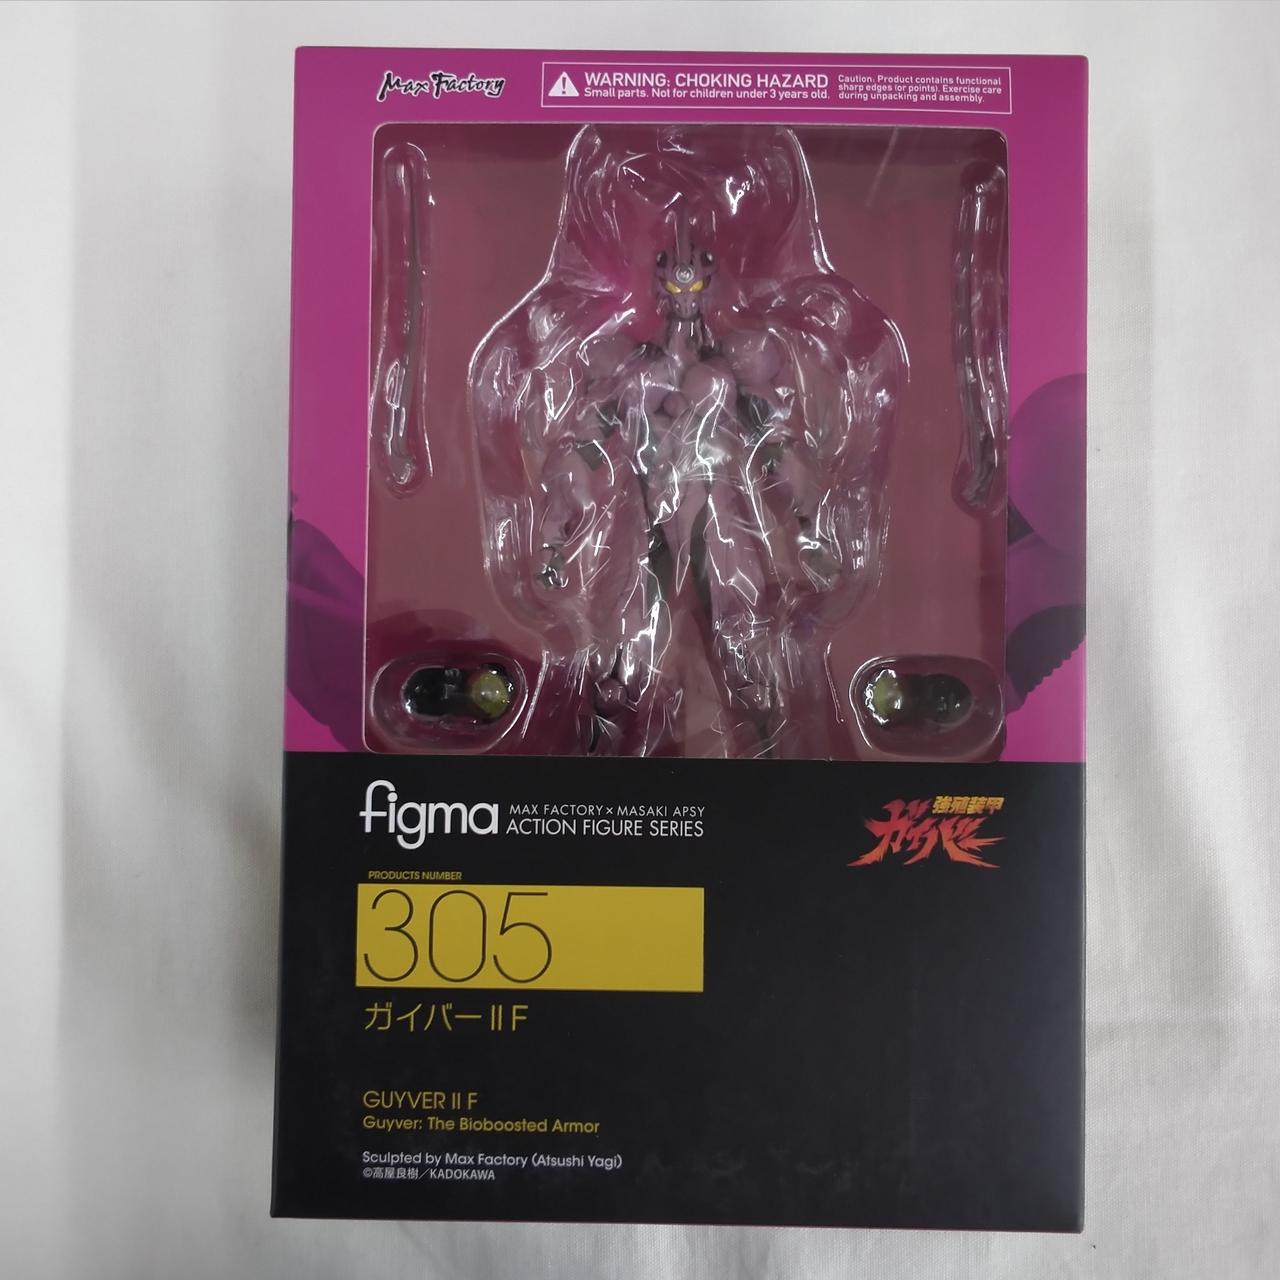 Max Factory
WARNING: CHOKING HAZARD
Small parts. Not for children under 3 years old.
Caution: Product contains functional
sharp edges (or points). Exercise care
during unpacking and assembly.
figma
MAX FACTORY × MASAKI APSY
ACTION FIGURE SERIES
強殖装甲
ガイバー
PRODUCTS NUMBER
305
ガイバーII F
GUYVER II F
Guyver: The Bioboosted Armor
Sculpted by Max Factory (Atsushi Yagi)
©高屋良樹／KADOKAWA